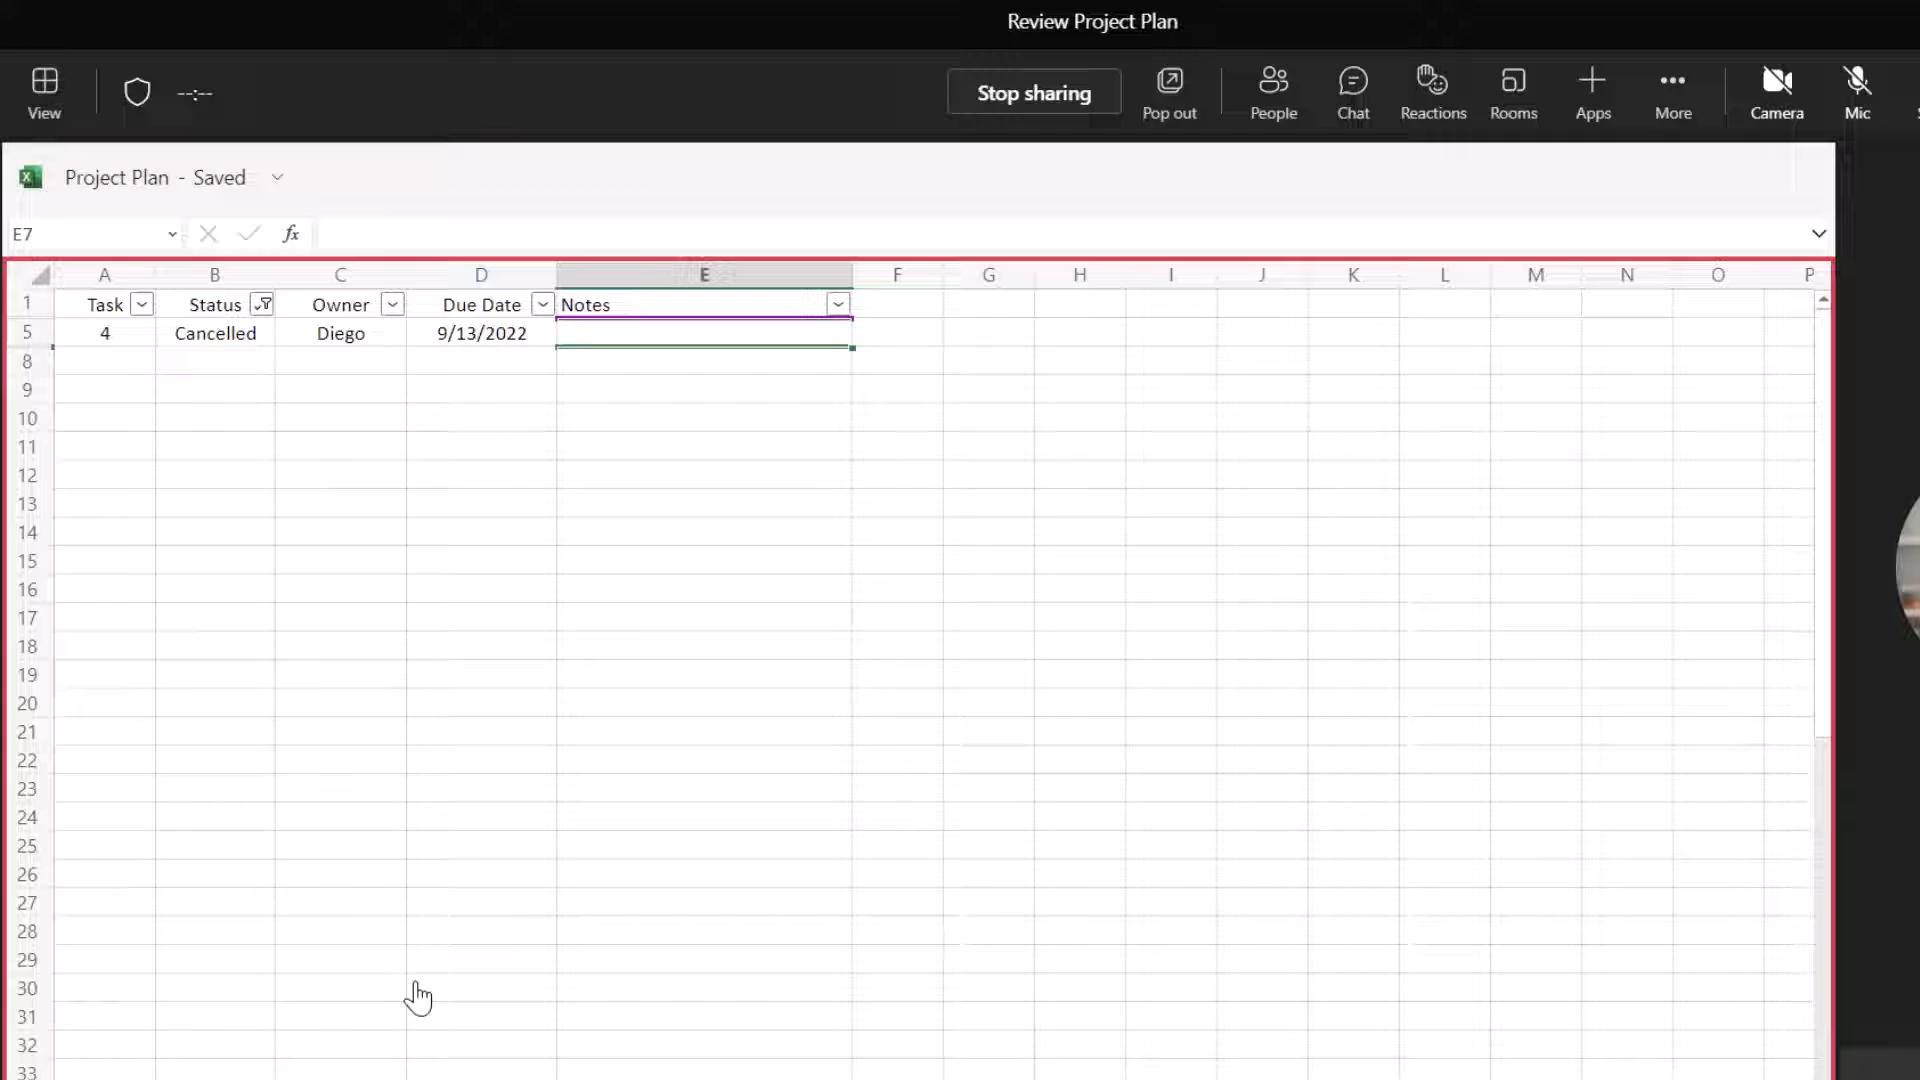 Review Project Plan
View
--:--
Stop sharing
Pop out
People
Chat
Reactions
Rooms
Apps
More
Camera
Mic
Project Plan - Saved
E7
fx
A B C D E F G H I J K L M N O P
1 Task Status Owner Due Date Notes
5 4 Cancelled Diego 9/13/2022
8
9
10
11
12
13
14
15
16
17
18
19
20
21
22
23
24
25
26
27
28
29
30
31
32
33